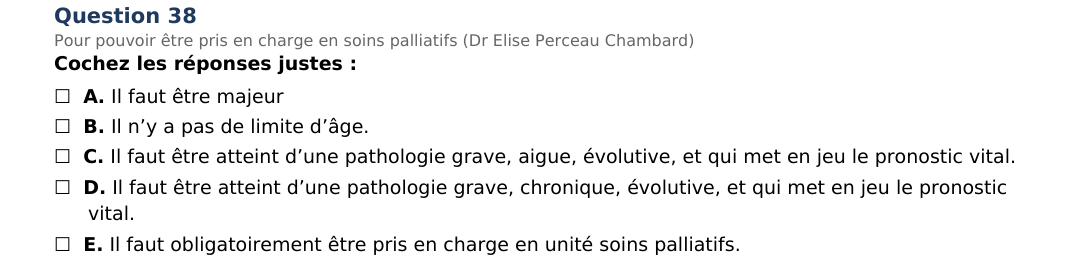 Question 38
Pour pouvoir être pris en charge en soins palliatifs (Dr Elise Perceau Chambard)
Cochez les réponses justes :
☐ A. Il faut être majeur
☐ B. Il n’y a pas de limite d’âge.
☐ C. Il faut être atteint d’une pathologie grave, aigue, évolutive, et qui met en jeu le pronostic vital.
☐ D. Il faut être atteint d’une pathologie grave, chronique, évolutive, et qui met en jeu le pronostic
vital.
☐ E. Il faut obligatoirement être pris en charge en unité soins palliatifs.